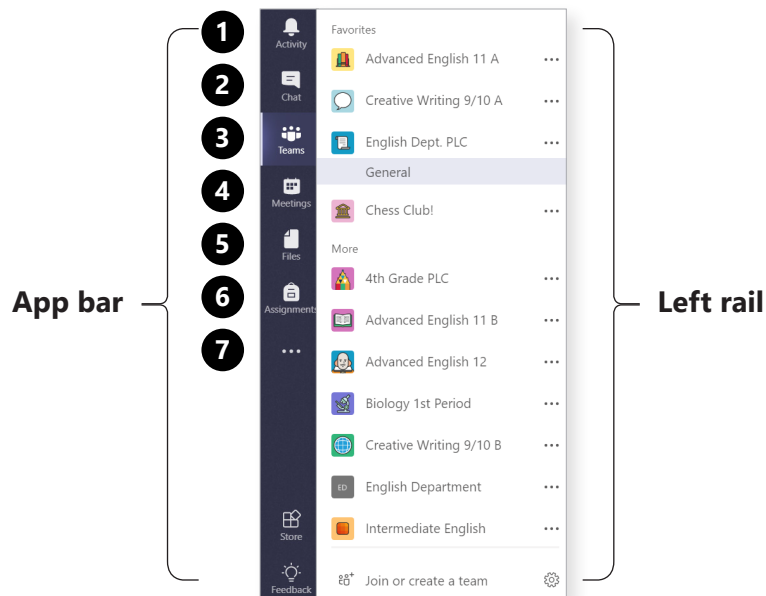 App bar
1
2
3
4
5
6
7
Activity
Chat
Teams
Meetings
Files
Assignments
...
Store
Feedback
Favorites
Advanced English 11 A ...
Creative Writing 9/10 A ...
English Dept. PLC ...
General
Chess Club! ...
More
4th Grade PLC ...
Advanced English 11 B ...
Advanced English 12 ...
Biology 1st Period ...
Creative Writing 9/10 B ...
ED English Department ...
Intermediate English ...
Join or create a team
Left rail